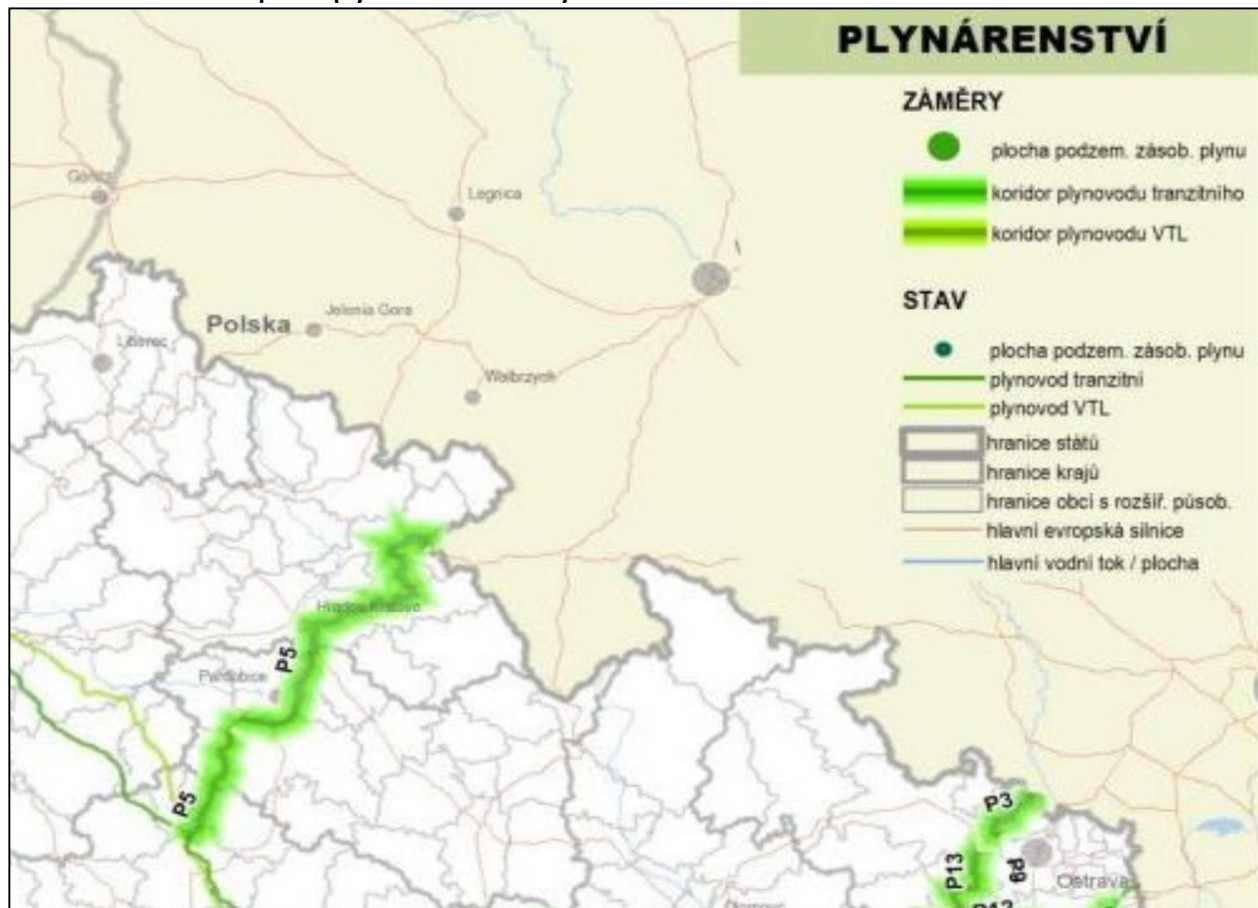 PLYNÁRENSTVÍ
ZÁMĚRY
plocha podzem. zásob. plynu
koridor plynovodu tranzitního
koridor plynovodu VTL
STAV
plocha podzem. zásob. plynu
plynovod tranzitní
plynovod VTL
hranice států
hranice krajů
hranice obcí s rozšíř. působ.
hlavní evropská silnice
hlavní vodní tok / plocha
Legnica
Polska
Jelenia Gora
Liberec
Walbrzych
P5
Pardubice
P5
P3
P13
P9
Ostrava
P12